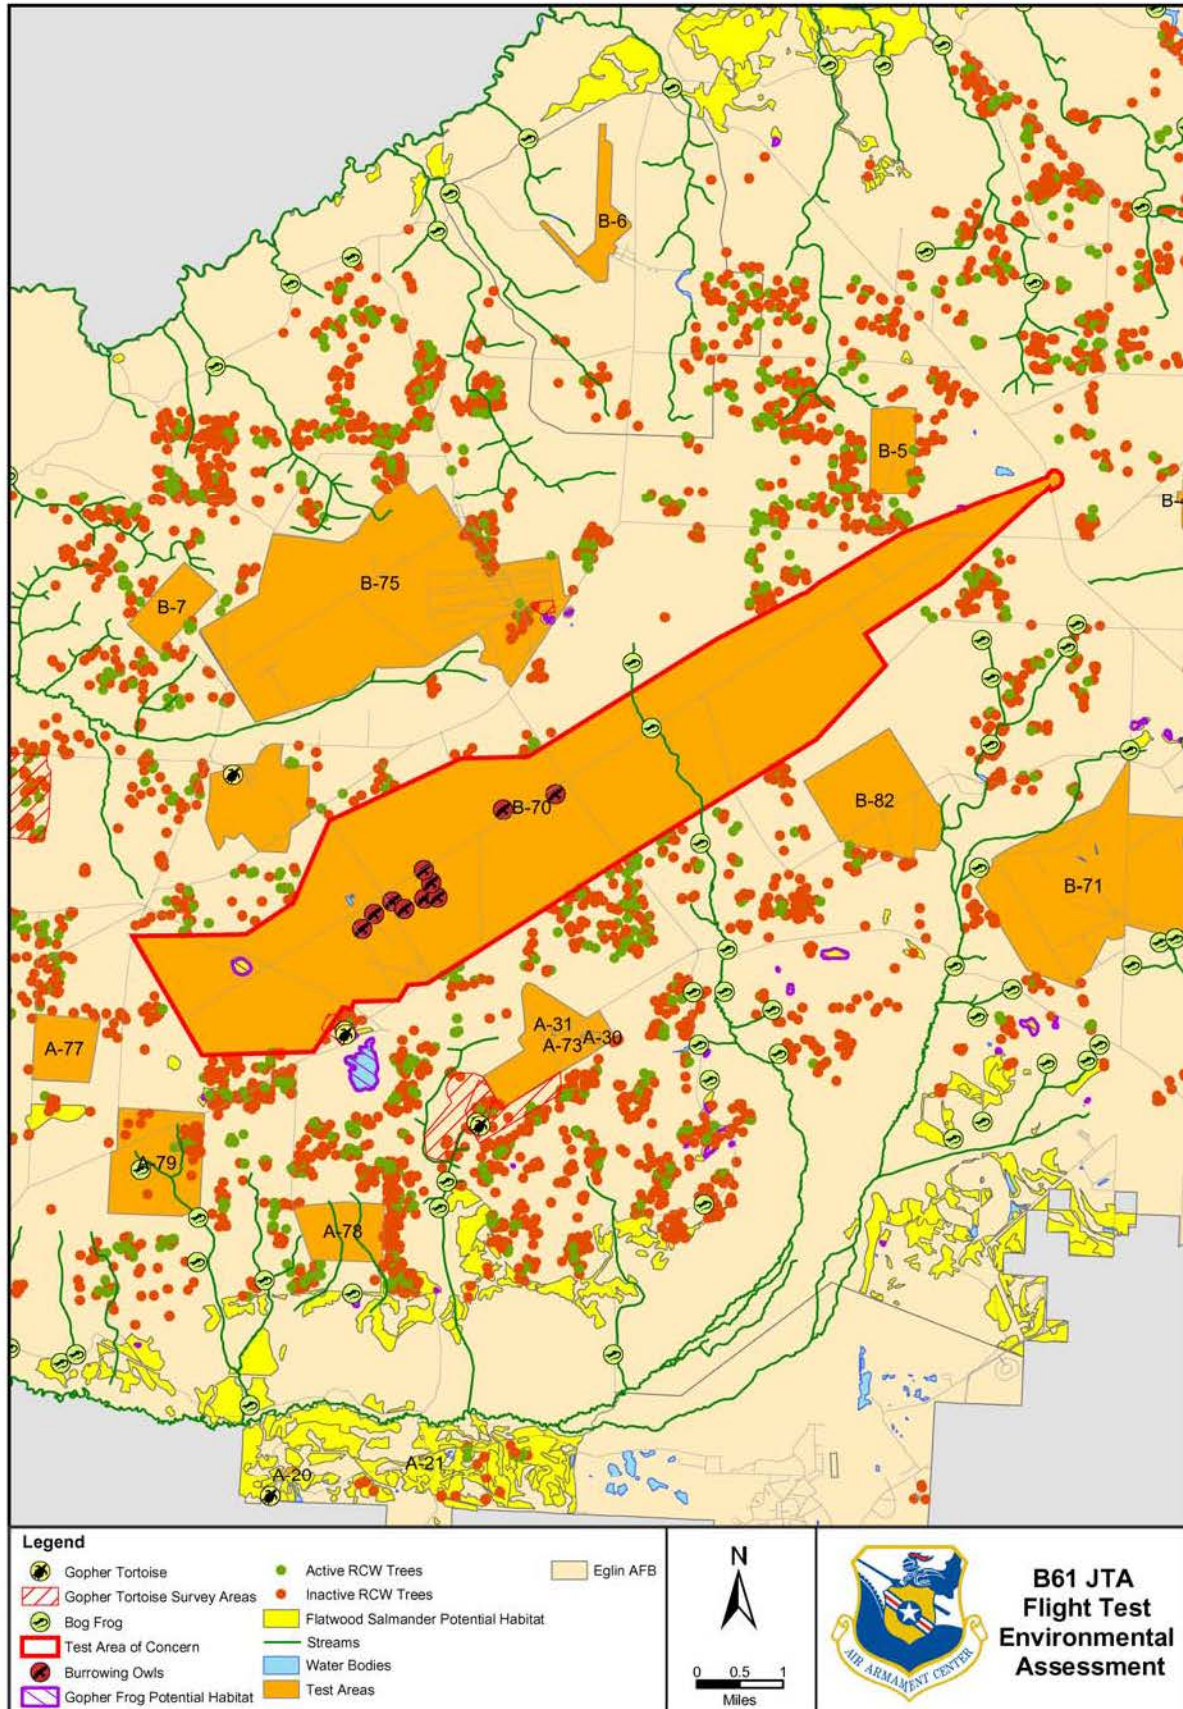 B-6
B-5
B-
B-75
B-7
B-70
B-82
B-71
A-77
A-31
A-73
A-30
A-79
A-78
A-20
A-21
Legend
Gopher Tortoise
Gopher Tortoise Survey Areas
Bog Frog
Test Area of Concern
Burrowing Owls
Gopher Frog Potential Habitat
Active RCW Trees
Inactive RCW Trees
Flatwood Salmander Potential Habitat
Streams
Water Bodies
Test Areas
Eglin AFB
N
0 0.5 1
Miles
AIR ARMAMENT CENTER
B61 JTA
Flight Test
Environmental
Assessment